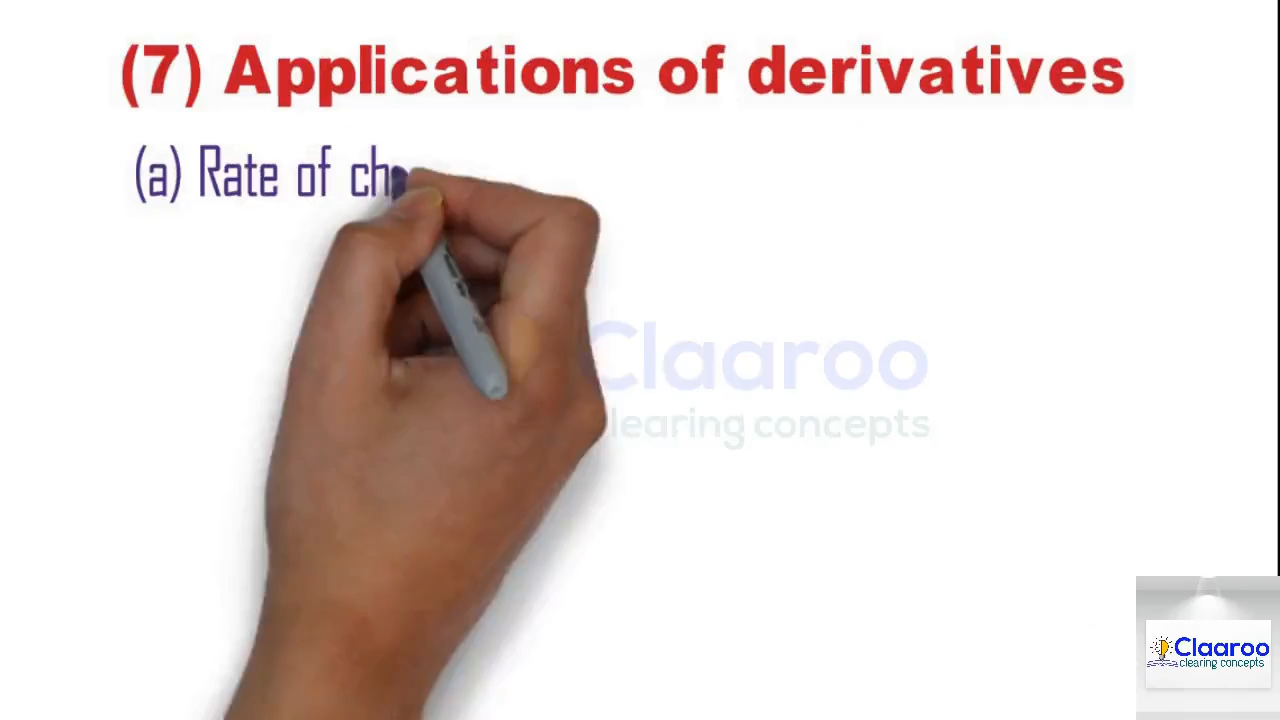 (7) Applications of derivatives
(a) Rate of ch
Claaroo
clearing concepts
Claaroo
clearing concepts